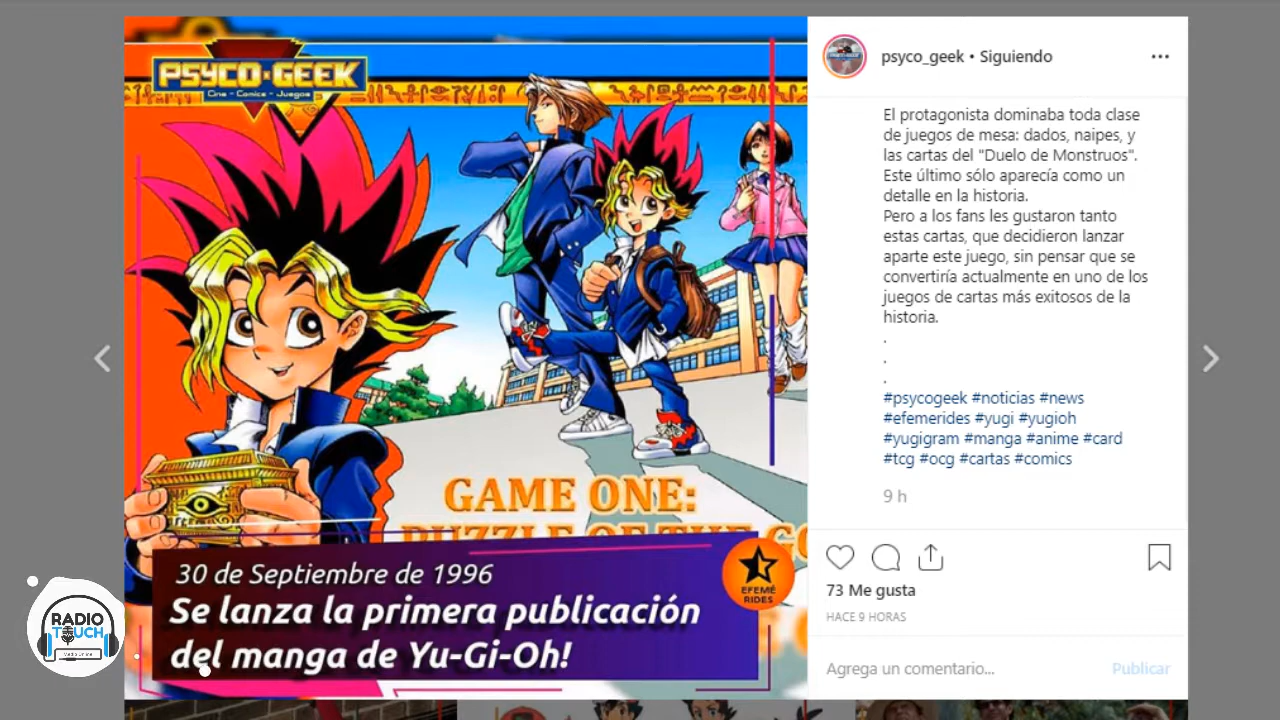 PSYCO-GEEK
Cine - Comics - Juegos
GAME ONE:
PUZZLE OF THE
30 de Septiembre de 1996
Se lanza la primera publicación
del manga de Yu-Gi-Oh!
EFEMÉ
RIDES
RADIO
TOUCH
psyco_geek • Siguiendo
El protagonista dominaba toda clase
de juegos de mesa: dados, naipes, y
las cartas del "Duelo de Monstruos".
Este último sólo aparecía como un
detalle en la historia.
Pero a los fans les gustaron tanto
estas cartas, que decidieron lanzar
aparte este juego, sin pensar que se
convertiría actualmente en uno de los
juegos de cartas más exitosos de la
historia.
.
.
.
#psycogeek #noticias #news
#efemerides #yugi #yugioh
#yugigram #manga #anime #card
#tcg #ocg #cartas #comics
9 h
73 Me gusta
HACE 9 HORAS
Agrega un comentario... Publicar